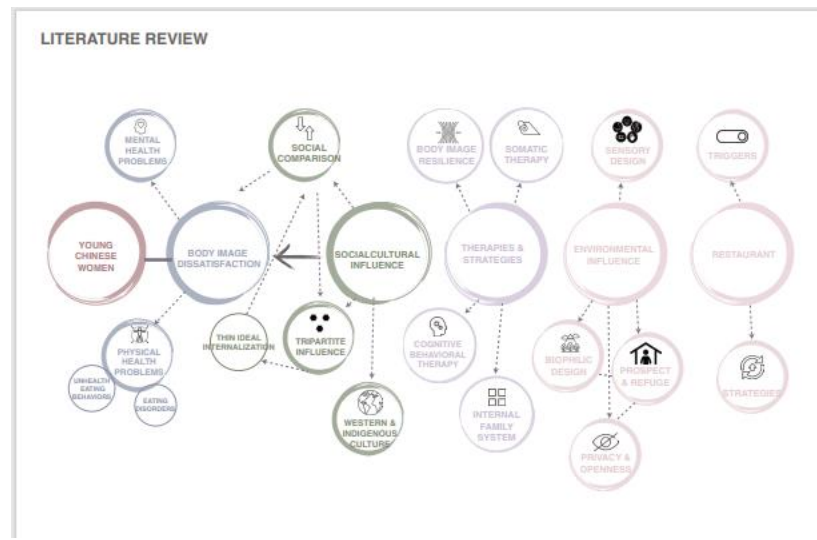 LITERATURE REVIEW
MENTAL
HEALTH
PROBLEMS
SOCIAL
COMPARISON
BODY IMAGE
RESILIENCE
SOMATIC
THERAPY
SENSORY
DESIGN
TRIGGERS
YOUNG
CHINESE
WOMEN
BODY IMAGE
DISSATISFACTION
SOCIALCULTURAL
INFLUENCE
THERAPIES &
STRATEGIES
ENVIRONMENTAL
INFLUENCE
RESTAURANT
PHYSICAL
HEALTH
PROBLEMS
UNHEALTH
EATING
BEHAVIORS
EATING
DISORDERS
THIN IDEAL
INTERNALIZATION
TRIPARTITE
INFLUENCE
WESTERN &
INDIGENOUS
CULTURE
COGNITIVE
BEHAVIORAL
THERAPY
INTERNAL
FAMILY
SYSTEM
BIOPHILIC
DESIGN
PROSPECT
& REFUGE
PRIVACY &
OPENNESS
STRATEGIES